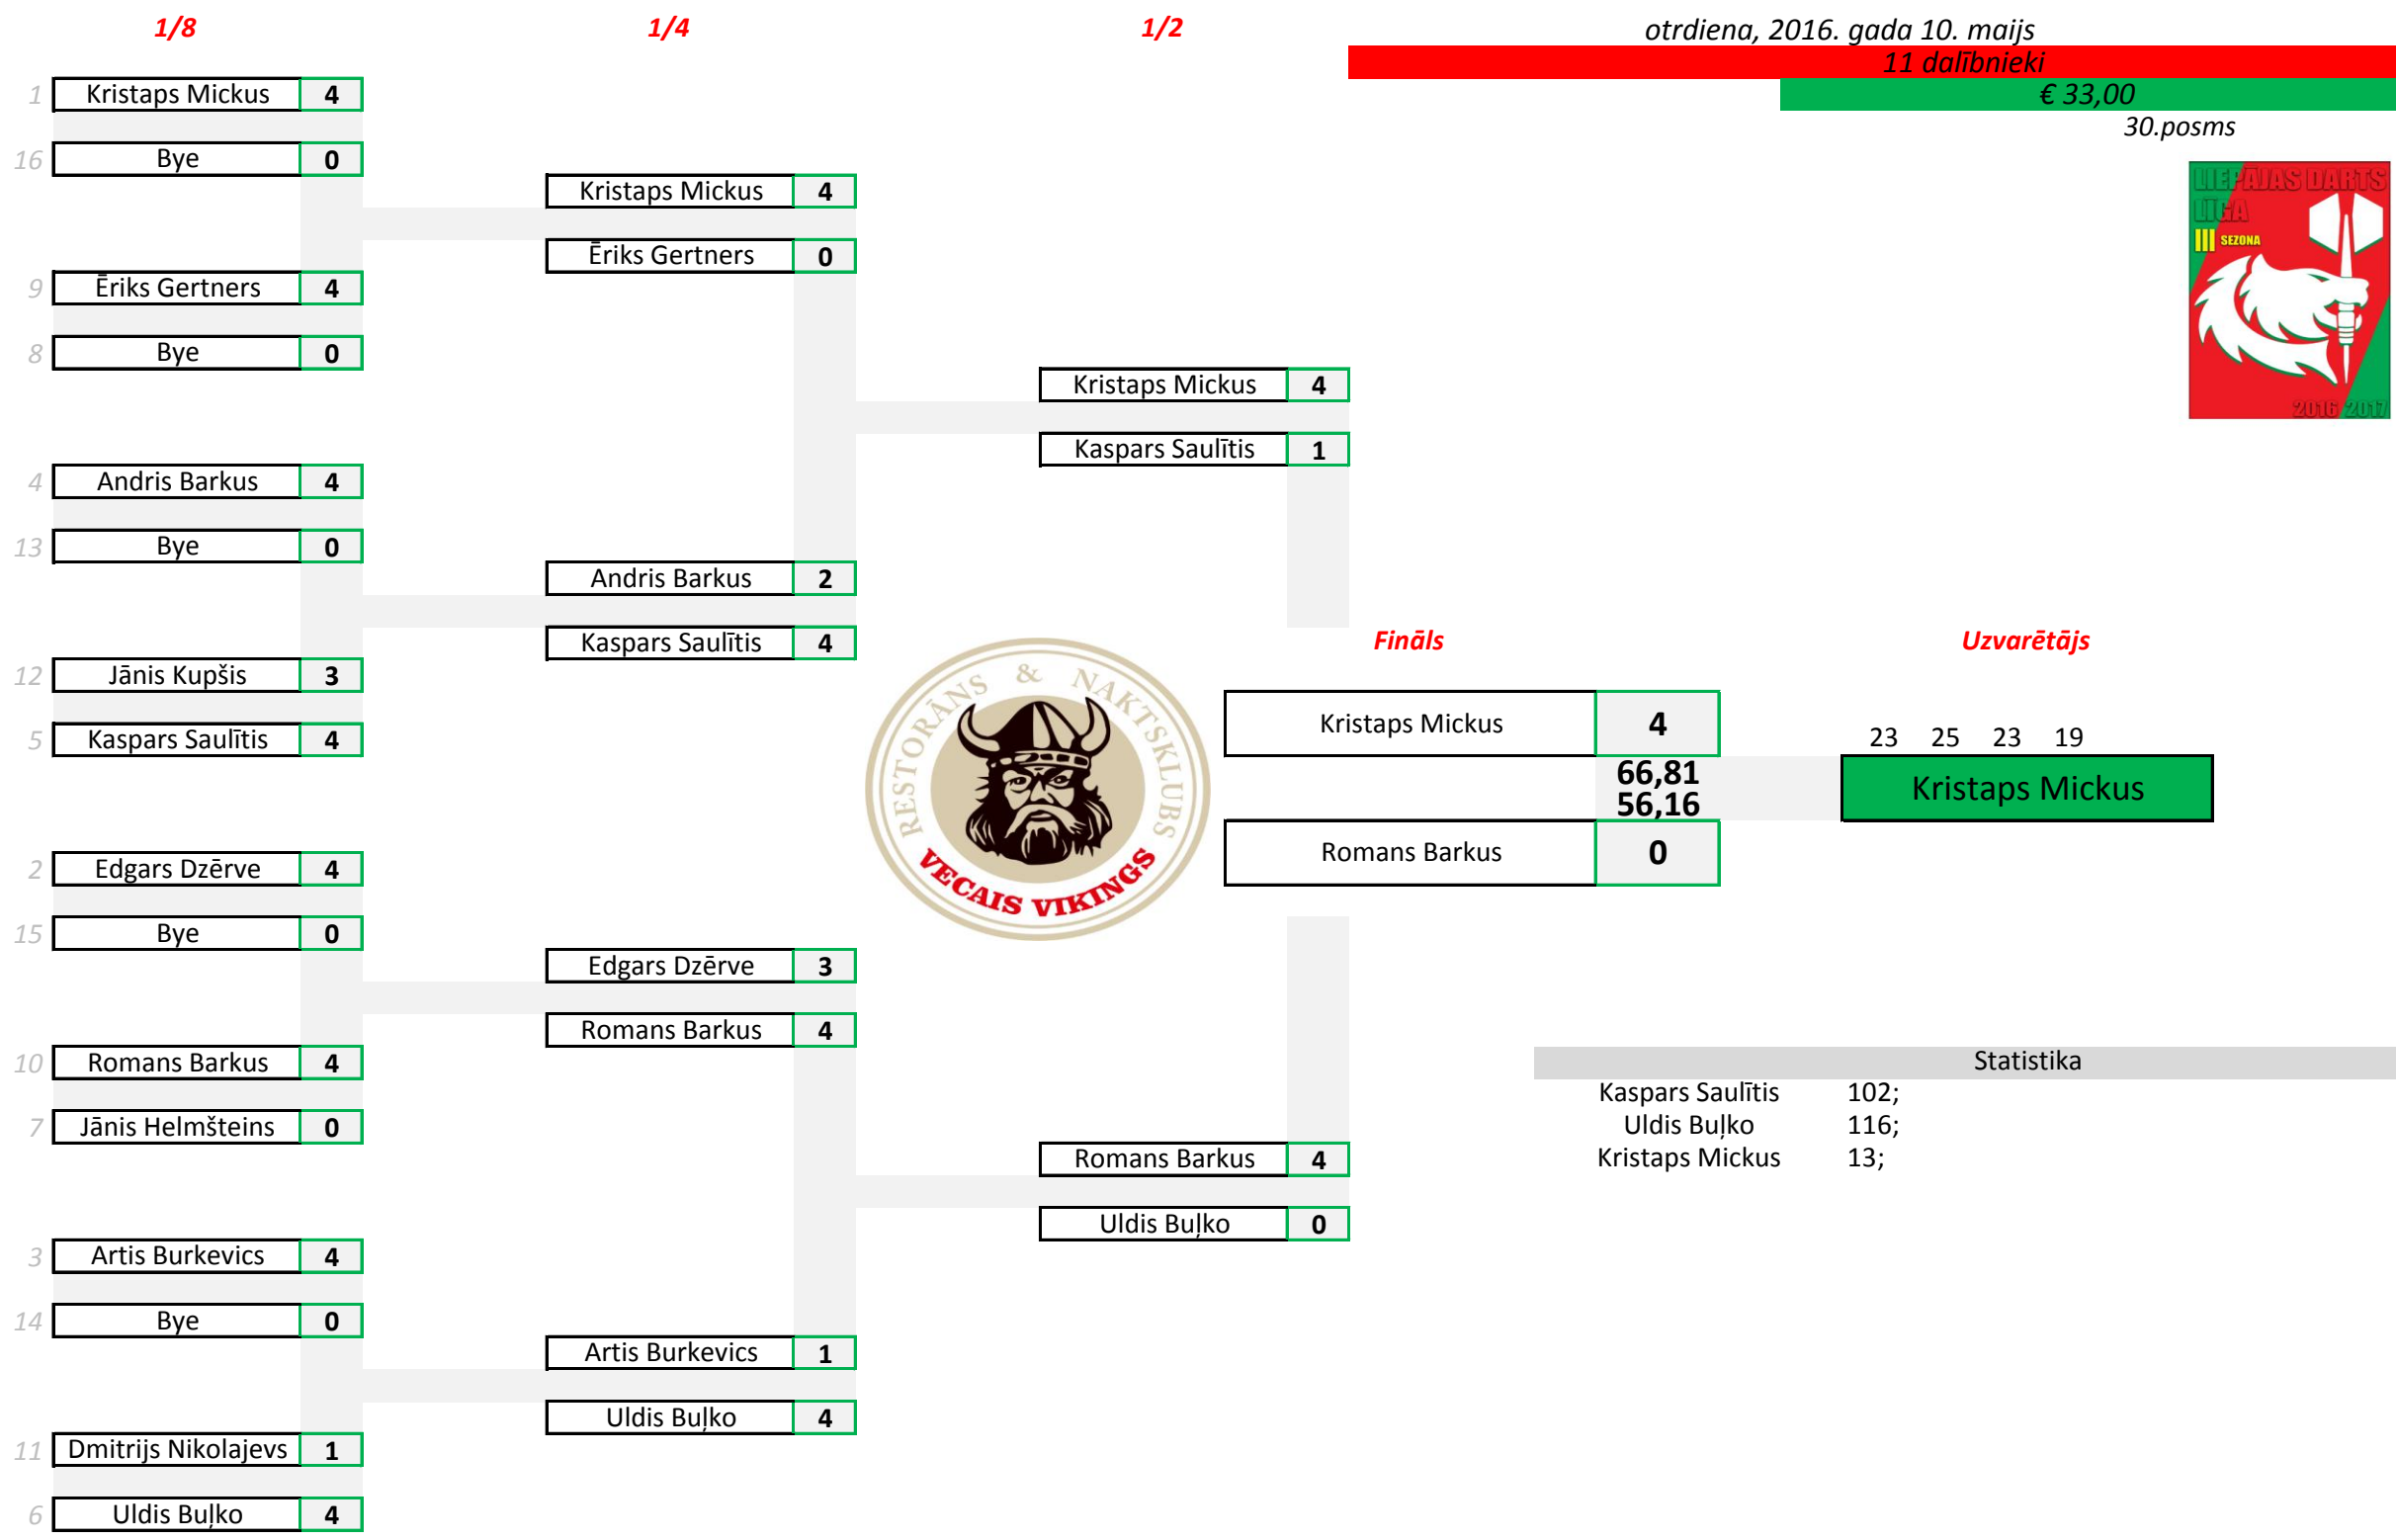 1/8
1/4
1/2
otrdiena, 2016. gada 10. maijs
11 dalībnieki
€ 33,00
30.posms
1 Kristaps Mickus 4
16 Bye 0
9 Ēriks Gertners 4
8 Bye 0
4 Andris Barkus 4
13 Bye 0
12 Jānis Kupšis 3
5 Kaspars Saulītis 4
2 Edgars Dzērve 4
15 Bye 0
10 Romans Barkus 4
7 Jānis Helmšteins 0
3 Artis Burkevics 4
14 Bye 0
11 Dmitrijs Nikolajevs 1
6 Uldis Buļko 4
Kristaps Mickus 4
Ēriks Gertners 0
Andris Barkus 2
Kaspars Saulītis 4
Edgars Dzērve 3
Romans Barkus 4
Artis Burkevics 1
Uldis Buļko 4
Kristaps Mickus 4
Kaspars Saulītis 1
Romans Barkus 4
Uldis Buļko 0
LIEPĀJAS DARTS
LĪGA
III SEZONA
2016/2017
RESTORĀNS & NAKTSKLUBS
VECAIS VIKINGS
Fināls
Kristaps Mickus 4
66,81
56,16
Romans Barkus 0
Uzvarētājs
23 25 23 19
Kristaps Mickus
Statistika
Kaspars Saulītis 102;
Uldis Buļko 116;
Kristaps Mickus 13;